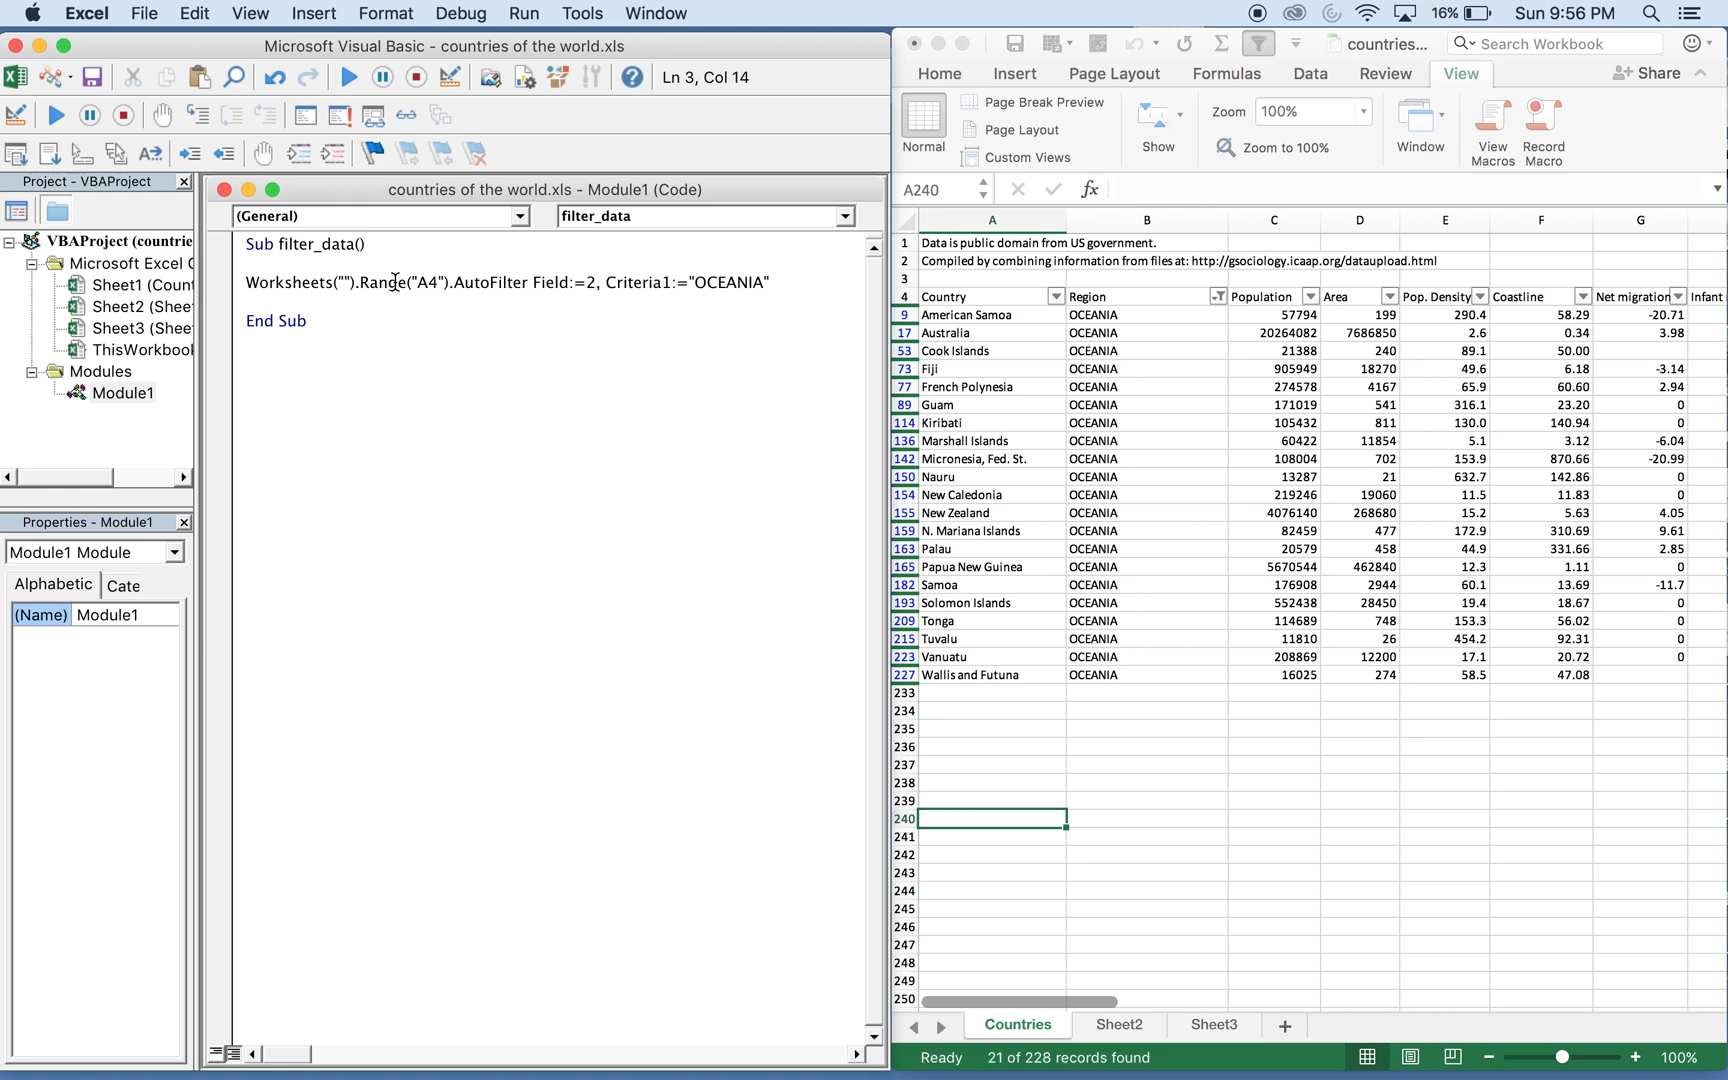 Excel File Edit View Insert Format Debug Run Tools Window 16% Sun 9:56 PM
Microsoft Visual Basic - countries of the world.xls
Ln 3, Col 14
Project - VBAProject
VBAProject (countrie
Microsoft Excel O
Sheet1 (Coun
Sheet2 (Shee
Sheet3 (Shee
ThisWorkbook
Modules
Module1
Properties - Module1
Module1 Module
Alphabetic Cate
(Name) Module1
countries of the world.xls - Module1 (Code)
(General) filter_data
Sub filter_data()
Worksheets("").Range("A4").AutoFilter Field:=2, Criteria1:="OCEANIA"
End Sub
countries... Search Workbook
Home Insert Page Layout Formulas Data Review View Share
Normal
Page Break Preview
Page Layout
Custom Views
Show
Zoom 100%
Zoom to 100%
Window
View Macros
Record Macro
A240 fx
A B C D E F G
1 Data is public domain from US government.
2 Compiled by combining information from files at: http://gsociology.icaap.org/dataupload.html
3
4 Country Region Population Area Pop. Density Coastline Net migration Infant
9 American Samoa OCEANIA 57794 199 290.4 58.29 -20.71
17 Australia OCEANIA 20264082 7686850 2.6 0.34 3.98
53 Cook Islands OCEANIA 21388 240 89.1 50.00
73 Fiji OCEANIA 905949 18270 49.6 6.18 -3.14
77 French Polynesia OCEANIA 274578 4167 65.9 60.60 2.94
89 Guam OCEANIA 171019 541 316.1 23.20 0
114 Kiribati OCEANIA 105432 811 130.0 140.94 0
136 Marshall Islands OCEANIA 60422 11854 5.1 3.12 -6.04
142 Micronesia, Fed. St. OCEANIA 108004 702 153.9 870.66 -20.99
150 Nauru OCEANIA 13287 21 632.7 142.86 0
154 New Caledonia OCEANIA 219246 19060 11.5 11.83 0
155 New Zealand OCEANIA 4076140 268680 15.2 5.63 4.05
159 N. Mariana Islands OCEANIA 82459 477 172.9 310.69 9.61
163 Palau OCEANIA 20579 458 44.9 331.66 2.85
165 Papua New Guinea OCEANIA 5670544 462840 12.3 1.11 0
182 Samoa OCEANIA 176908 2944 60.1 13.69 -11.7
193 Solomon Islands OCEANIA 552438 28450 19.4 18.67 0
209 Tonga OCEANIA 114689 748 153.3 56.02 0
215 Tuvalu OCEANIA 11810 26 454.2 92.31 0
223 Vanuatu OCEANIA 208869 12200 17.1 20.72 0
227 Wallis and Futuna OCEANIA 16025 274 58.5 47.08
233
234
235
236
237
238
239
240
241
242
243
244
245
246
247
248
249
250
Countries Sheet2 Sheet3
Ready 21 of 228 records found 100%